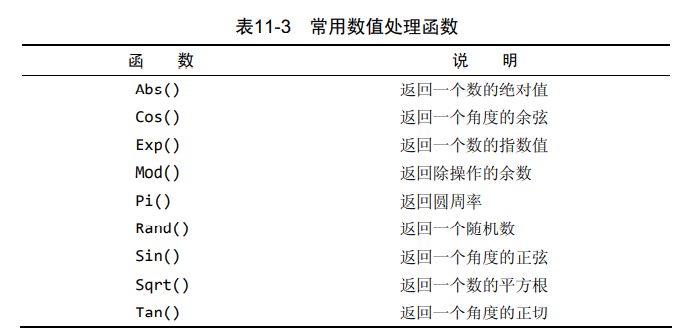 表11-3 常用数值处理函数
函 数 说 明
Abs() 返回一个数的绝对值
Cos() 返回一个角度的余弦
Exp() 返回一个数的指数值
Mod() 返回除操作的余数
Pi() 返回圆周率
Rand() 返回一个随机数
Sin() 返回一个角度的正弦
Sqrt() 返回一个数的平方根
Tan() 返回一个角度的正切